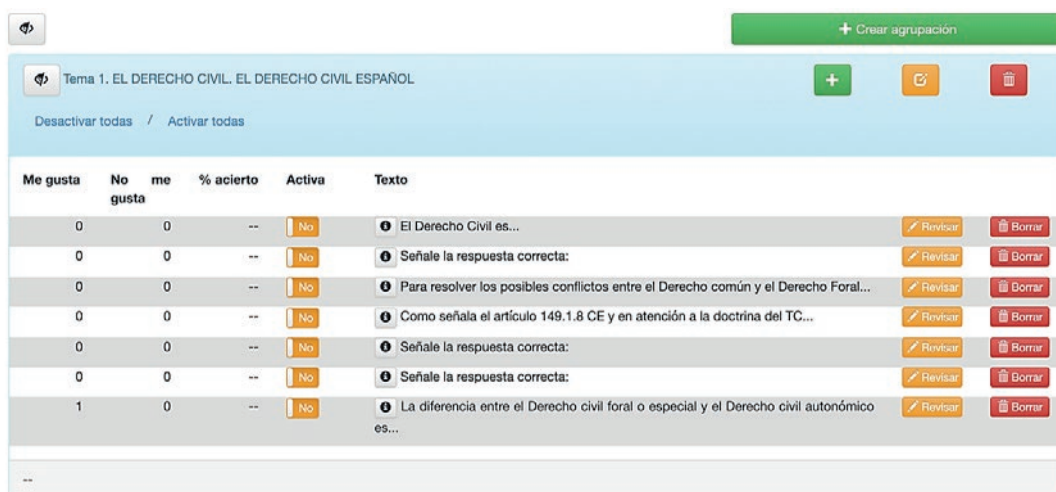 Crear agrupación
Tema 1. EL DERECHO CIVIL. EL DERECHO CIVIL ESPAÑOL
Desactivar todas / Activar todas
Me gusta No me gusta % acierto Activa Texto
0 0 -- No El Derecho Civil es... Revisar Borrar
0 0 -- No Señale la respuesta correcta: Revisar Borrar
0 0 -- No Para resolver los posibles conflictos entre el Derecho común y el Derecho Foral... Revisar Borrar
0 0 -- No Como señala el artículo 149.1.8 CE y en atención a la doctrina del TC... Revisar Borrar
0 0 -- No Señale la respuesta correcta: Revisar Borrar
0 0 -- No Señale la respuesta correcta: Revisar Borrar
1 0 -- No La diferencia entre el Derecho civil foral o especial y el Derecho civil autonómico Revisar Borrar
es...
--